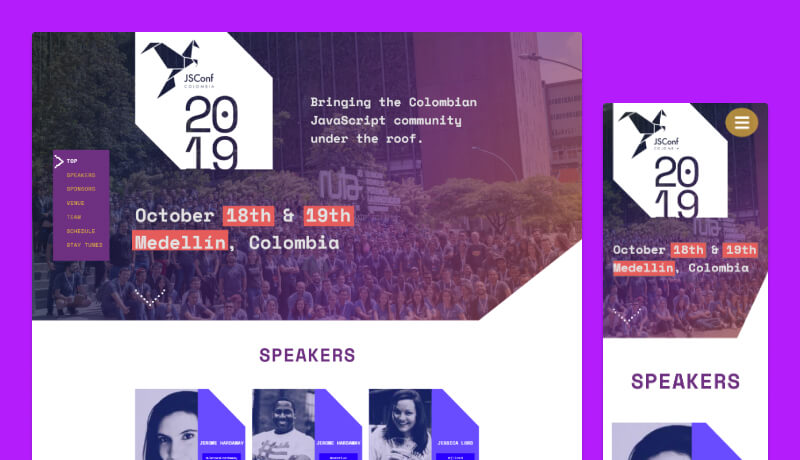 JSConf
COLOMBIA
2019
Bringing the Colombian
JavaScript community
under the roof.
TOP
SPEAKERS
SPONSORS
VENUE
TEAM
SCHEDULE
STAY TUNED
October 18th & 19th
Medellín, Colombia
SPEAKERS
JEROME HARDAWAY
JEROME HARDAWAY
JESSICA LORD
JSConf
COLOMBIA
2019
October 18th & 19th
Medellín, Colombia
SPEAKERS